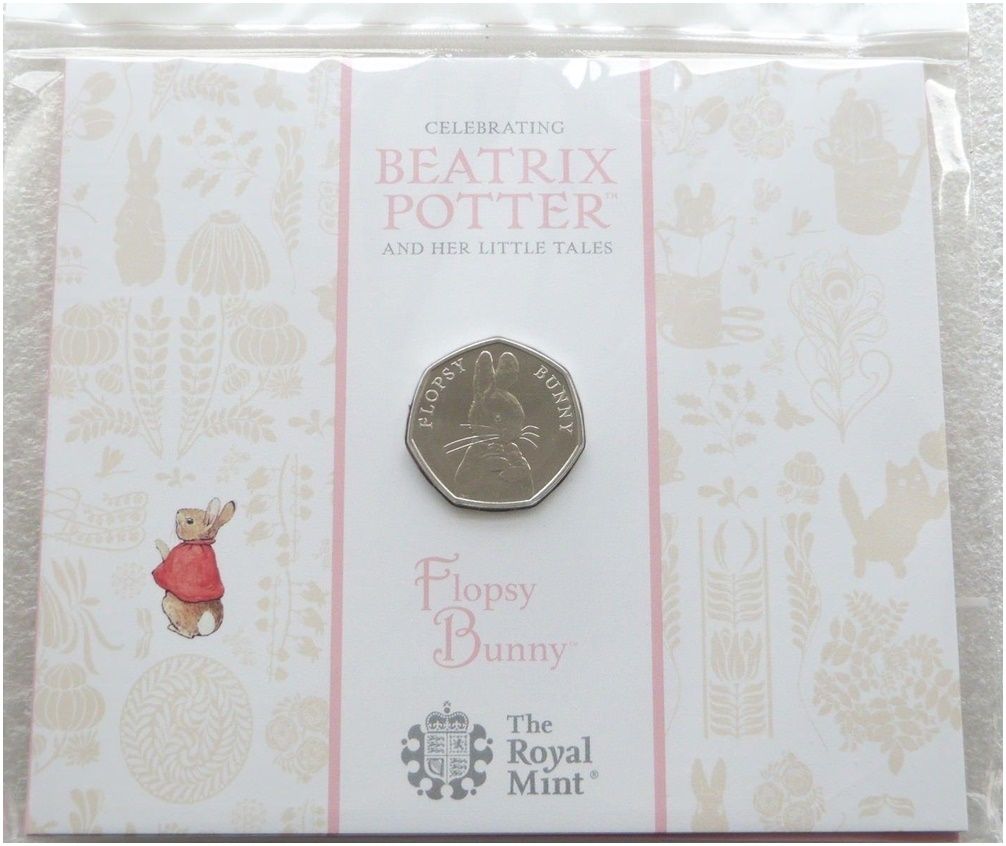 CELEBRATING
BEATRIX
POTTER™
AND HER LITTLE TALES
FLOPSY BUNNY
Flopsy
Bunny™
The
Royal
Mint®